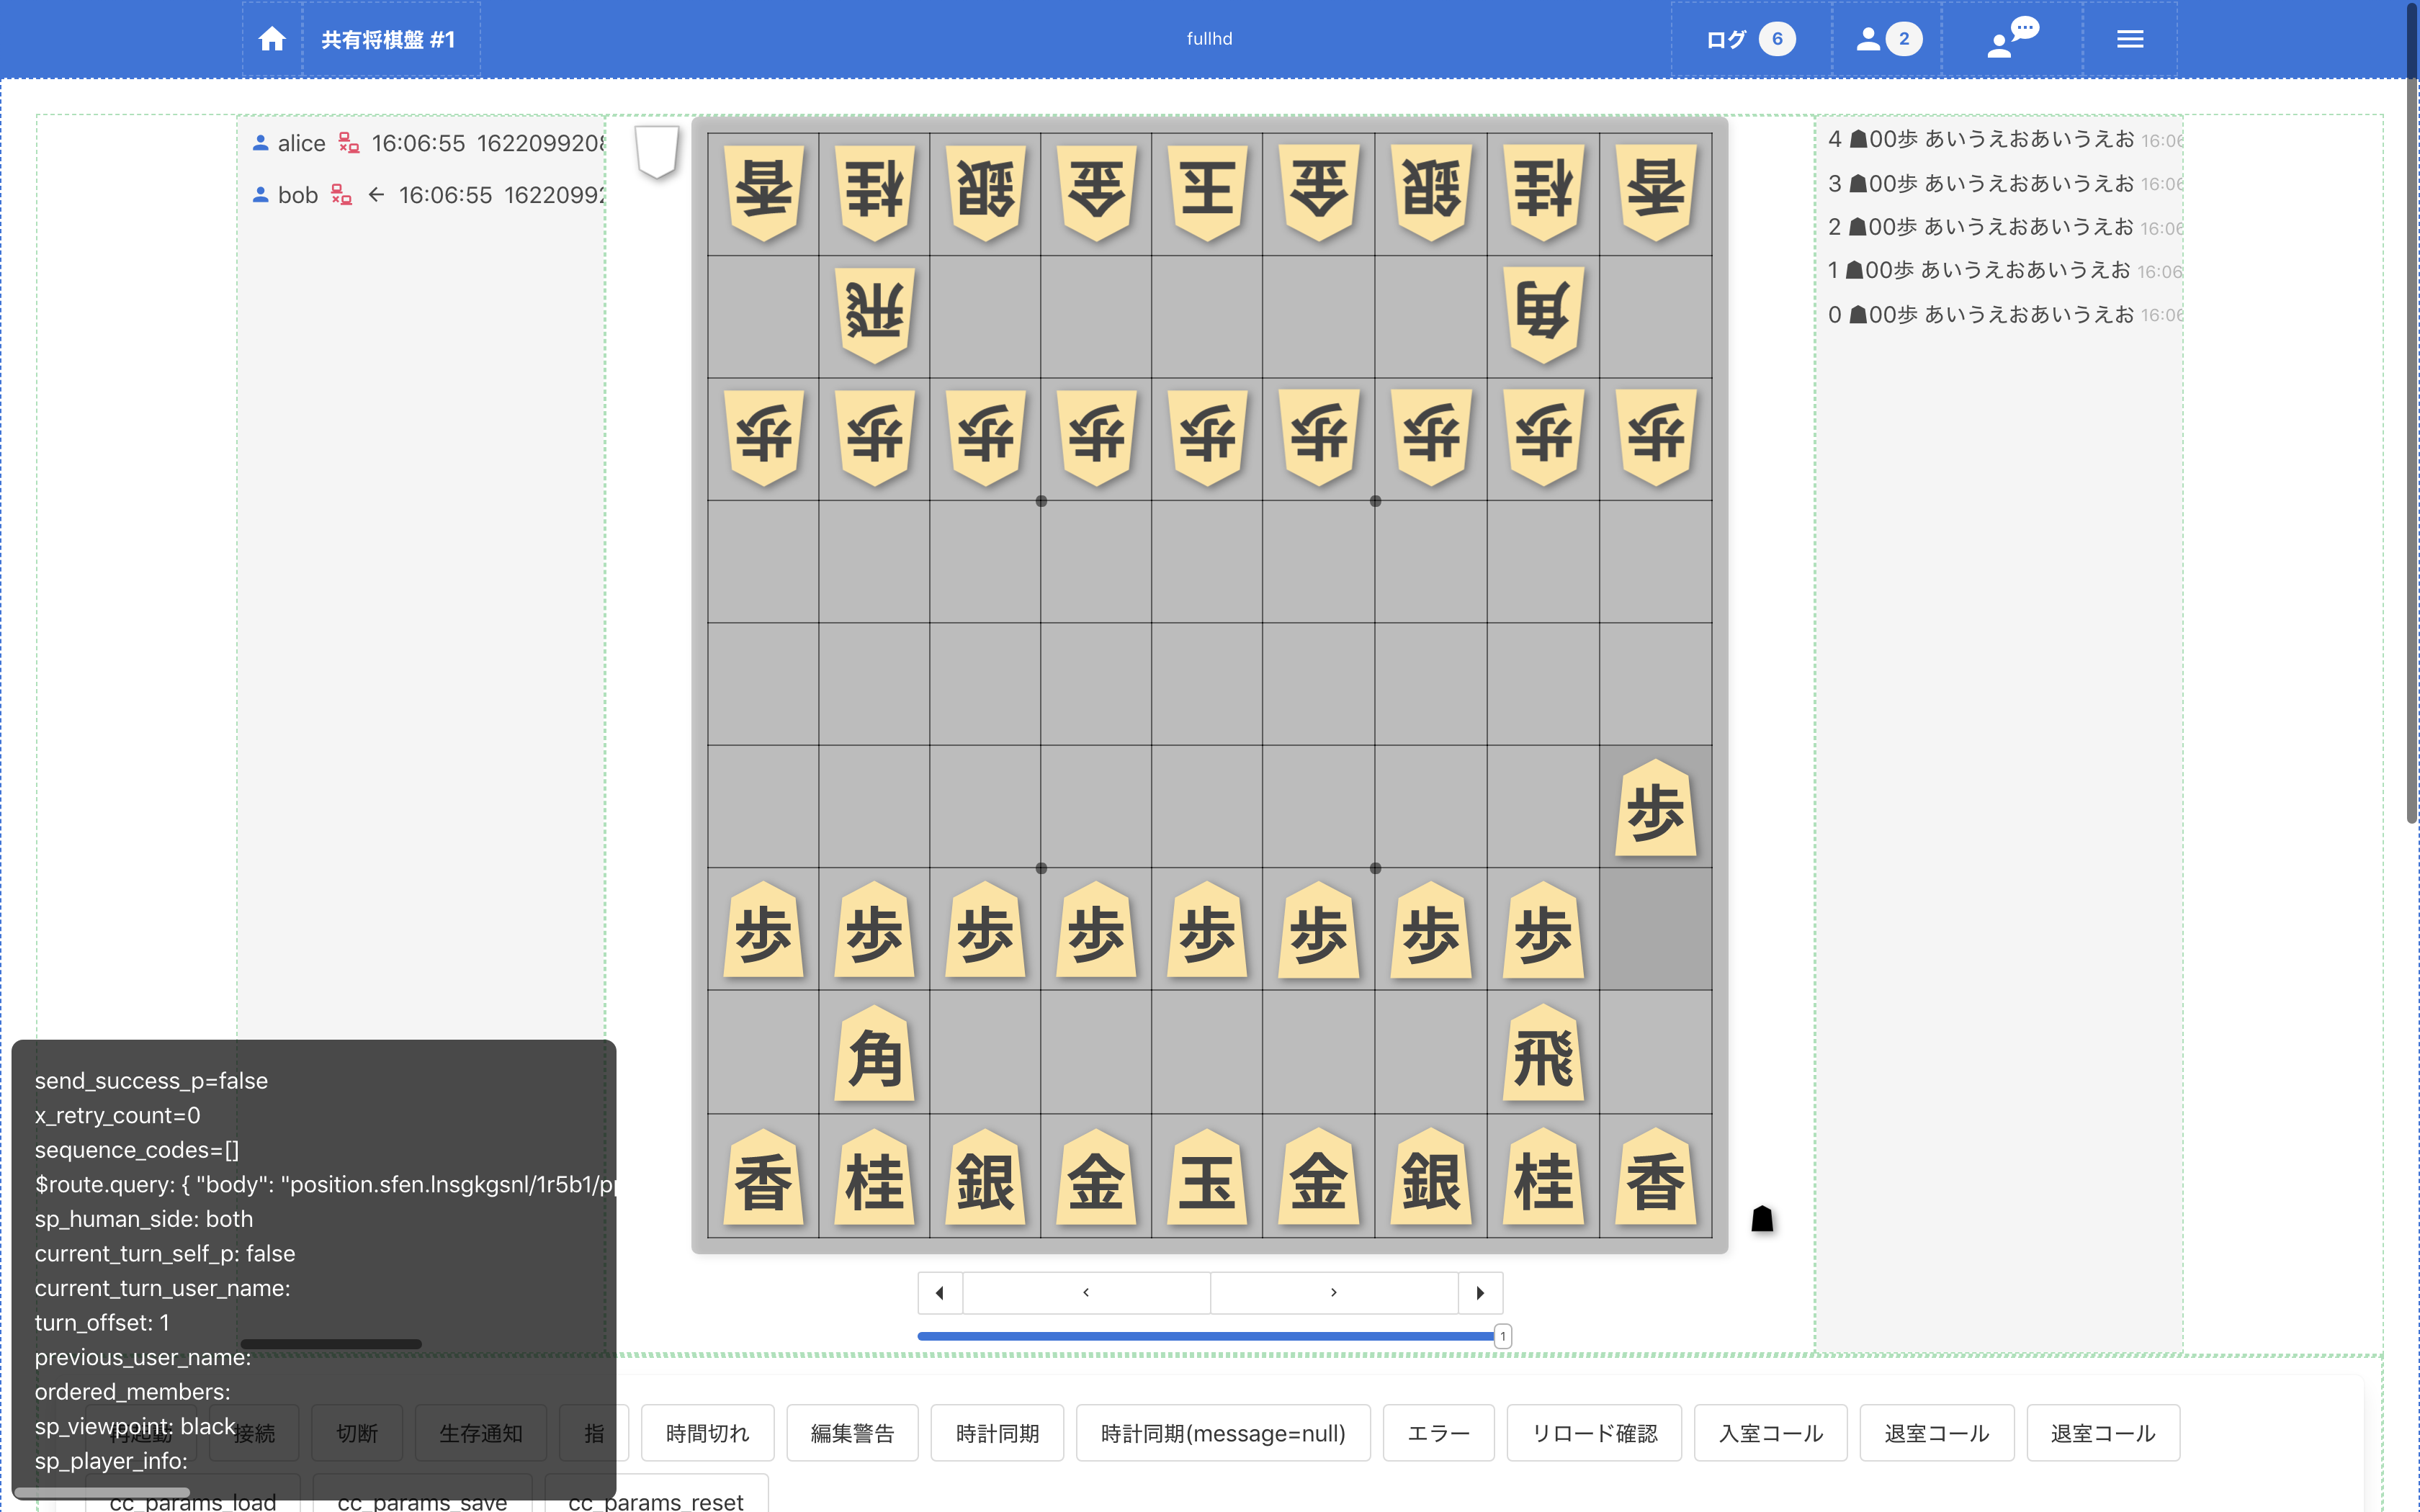 共有将棋盤 #1
fullhd
ログ 6
2
alice 16:06:55 1622099208
bob ← 16:06:55 1622099
4 ☗00歩 あいうえおあいうえお 16:06
3 ☗00歩 あいうえおあいうえお 16:06
2 ☗00歩 あいうえおあいうえお 16:06
1 ☗00歩 あいうえおあいうえお 16:06
0 ☗00歩 あいうえおあいうえお 16:06
香 桂 銀 金 玉 金 銀 桂 香
飛 角
歩 歩 歩 歩 歩 歩 歩 歩 歩
歩
歩 歩 歩 歩 歩 歩 歩 歩
角 飛
香 桂 銀 金 玉 金 銀 桂 香
1
send_success_p=false
x_retry_count=0
sequence_codes=[]
$route.query: { "body": "position.sfen.lnsgkgsnl/1r5b1/p
sp_human_side: both
current_turn_self_p: false
current_turn_user_name:
turn_offset: 1
previous_user_name:
ordered_members:
sp_viewpoint: black
sp_player_info:
再起動 接続 切断 生存通知 指 時間切れ 編集警告 時計同期 時計同期(message=null) エラー リロード確認 入室コール 退室コール 退室コール
cc_params_load cc_params_save cc_params_reset